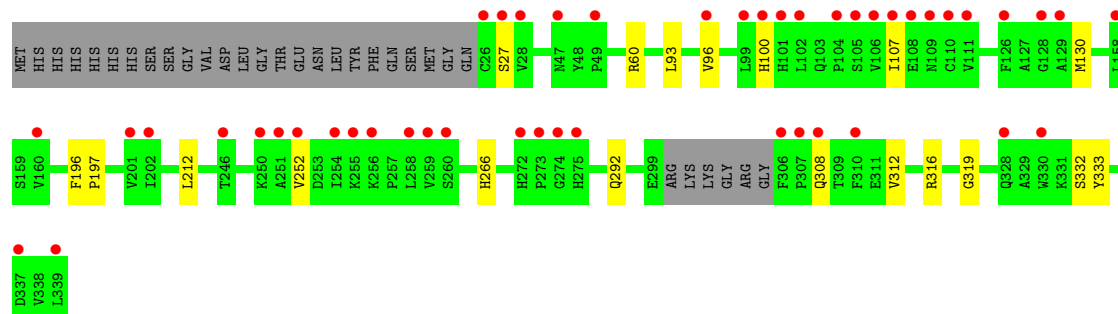 MET HIS HIS HIS HIS HIS HIS SER SER GLY VAL ASP LEU GLY THR GLU ASN LEU TYR PHE GLN SER MET GLY GLN C26 S27 V28 N47 Y48 P49 R60 L93 V96 L99 H100 H101 L102 Q103 P104 S105 V106 I107 E108 N109 C110 V111 F126 A127 G128 A129 M130 L158
S159 V160 F196 P197 V201 I202 L212 T246 K250 A251 V252 D253 I254 K255 K256 P257 L258 V259 S260 H266 H272 P273 G274 H275 Q292 E299 ARG LYS LYS GLY ARG GLY F306 P307 Q308 T309 F310 E311 V312 R316 G319 Q328 A329 W330 K331 S332 Y333
D337 V338 L339